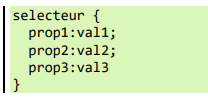 selecteur {
  prop1:val1;
  prop2:val2;
  prop3:val3
}